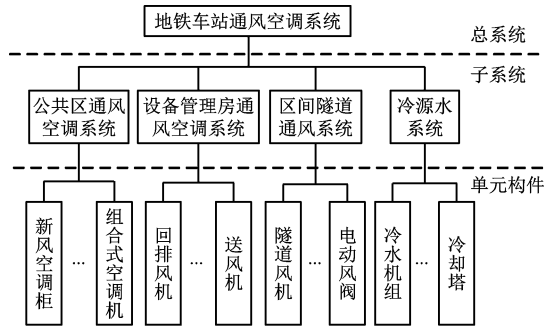 地铁车站通风空调系统
总系统
子系统
公共区通风
空调系统
设备管理房通
风空调系统
区间隧道
通风系统
冷源水
系统
单元构件
新风空调柜
...
组合式空调机
回排风机
...
送风机
隧道风机
...
电动风阀
冷水机组
...
冷却塔